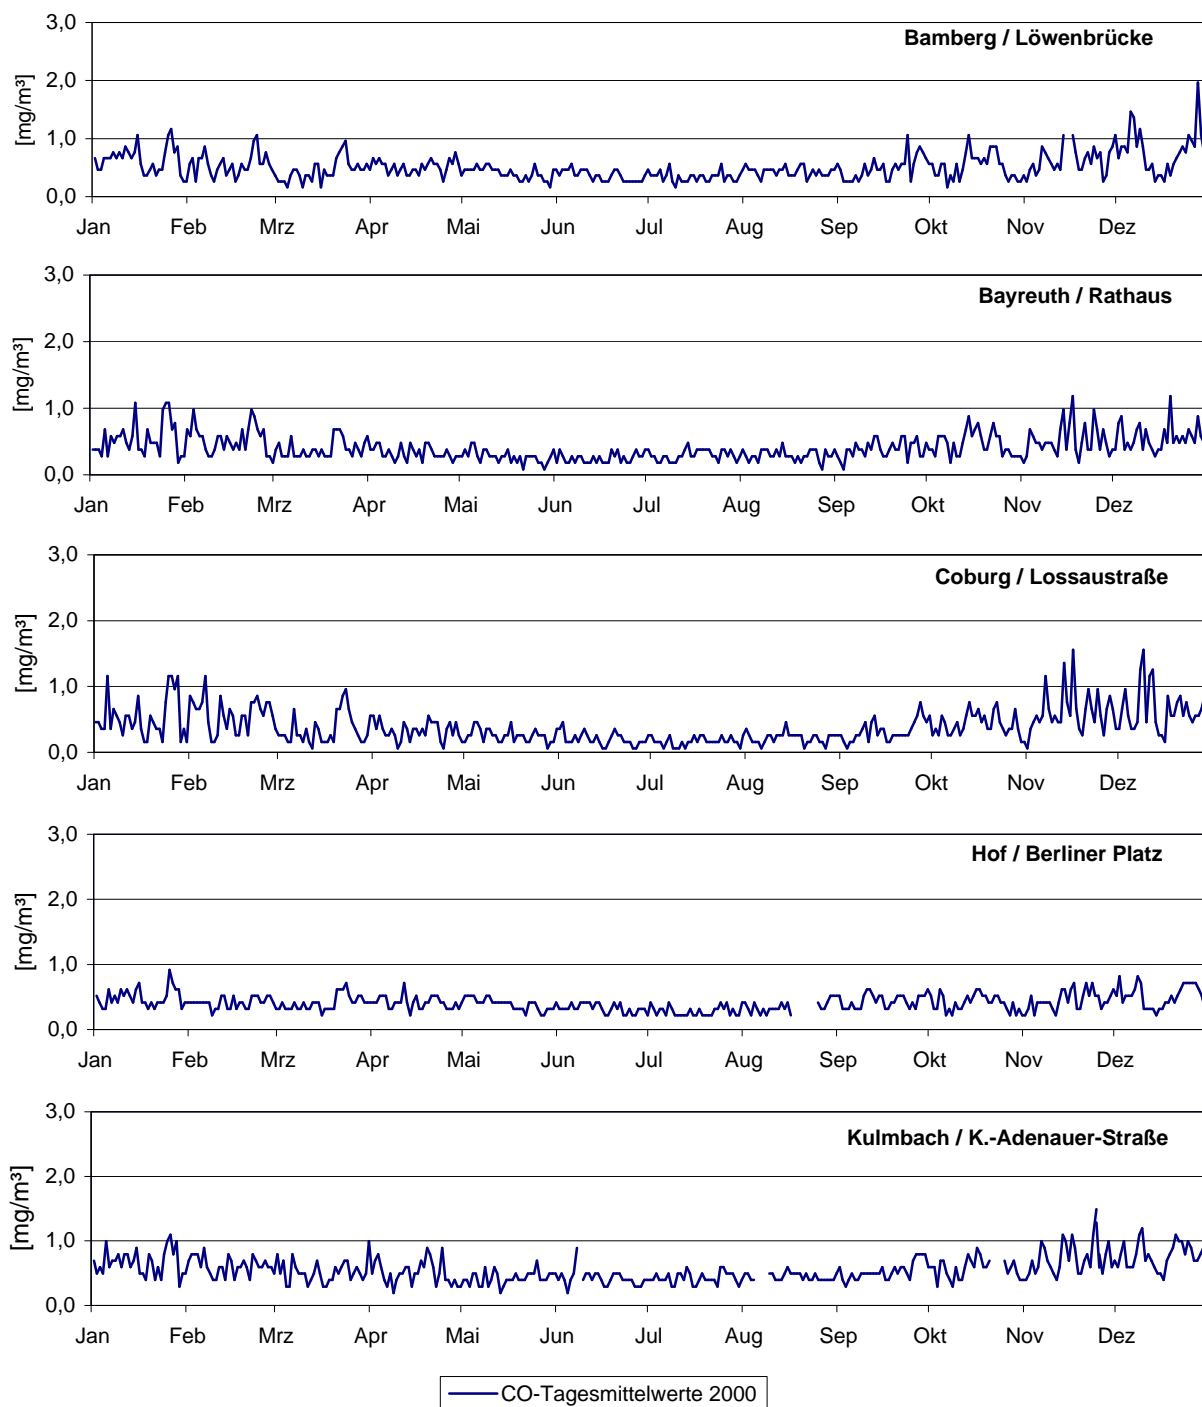 Bamberg / Löwenbrücke
[mg/m³]
3,0
2,0
1,0
0,0
Jan Feb Mrz Apr Mai Jun Jul Aug Sep Okt Nov Dez
Bayreuth / Rathaus
[mg/m³]
3,0
2,0
1,0
0,0
Jan Feb Mrz Apr Mai Jun Jul Aug Sep Okt Nov Dez
Coburg / Lossaustraße
[mg/m³]
3,0
2,0
1,0
0,0
Jan Feb Mrz Apr Mai Jun Jul Aug Sep Okt Nov Dez
Hof / Berliner Platz
[mg/m³]
3,0
2,0
1,0
0,0
Jan Feb Mrz Apr Mai Jun Jul Aug Sep Okt Nov Dez
Kulmbach / K.-Adenauer-Straße
[mg/m³]
3,0
2,0
1,0
0,0
Jan Feb Mrz Apr Mai Jun Jul Aug Sep Okt Nov Dez
CO-Tagesmittelwerte 2000